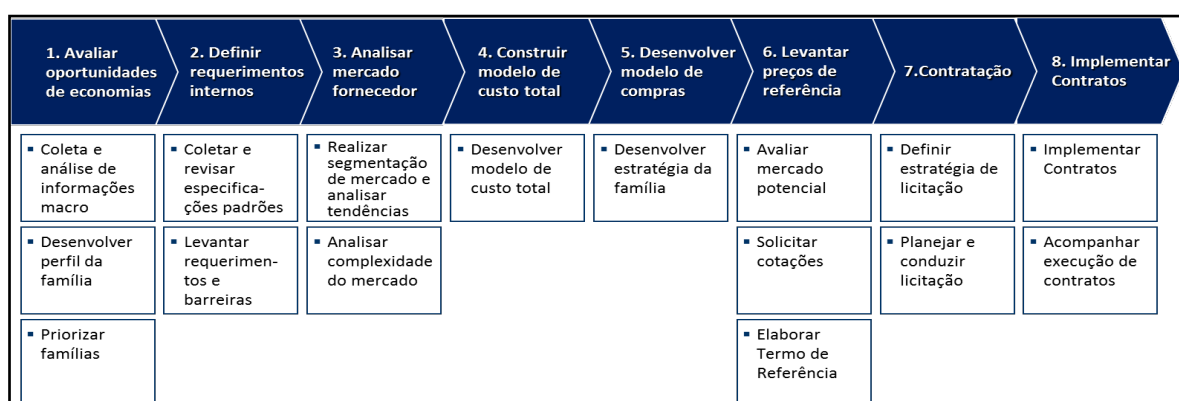 1. Avaliar
oportunidades
de economias
2. Definir
requerimentos
internos
3. Analisar
mercado
fornecedor
4. Construir
modelo de
custo total
5. Desenvolver
modelo de
compras
6. Levantar
preços de
referência
7.Contratação
8. Implementar
Contratos
▪ Coleta e
análise de
informações
macro
▪ Desenvolver
perfil da
família
▪ Priorizar
famílias
▪ Coletar e
revisar
especifica-
ções padrões
▪ Levantar
requerimen-
tos e
barreiras
▪ Realizar
segmentação
de mercado e
analisar
tendências
▪ Analisar
complexidade
do mercado
▪ Desenvolver
modelo de
custo total
▪ Desenvolver
estratégia da
família
▪ Avaliar
mercado
potencial
▪ Solicitar
cotações
▪ Elaborar
Termo de
Referência
▪ Definir
estratégia de
licitação
▪ Planejar e
conduzir
licitação
▪ Implementar
Contratos
▪ Acompanhar
execução de
contratos